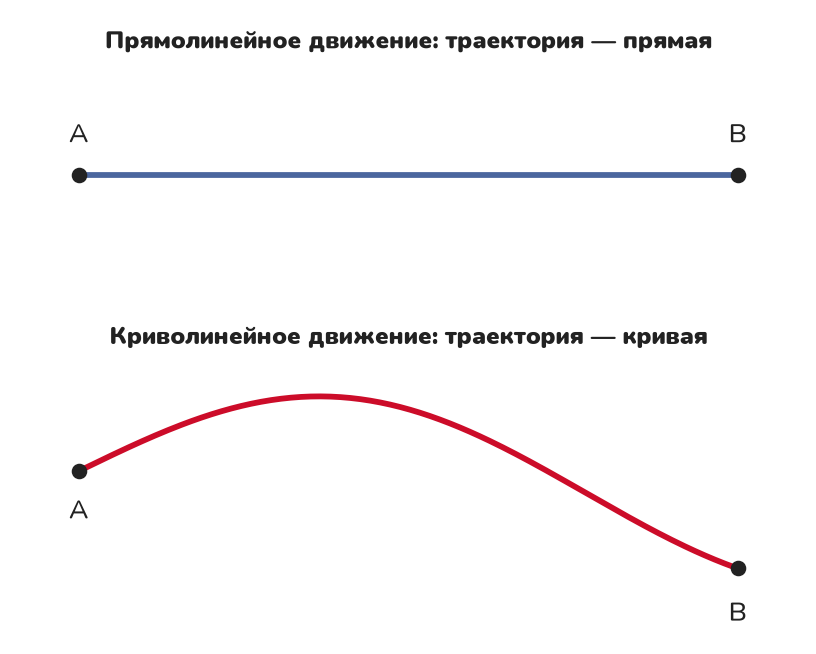 Прямолинейное движение: траектория — прямая
A B
Криволинейное движение: траектория — кривая
A
B